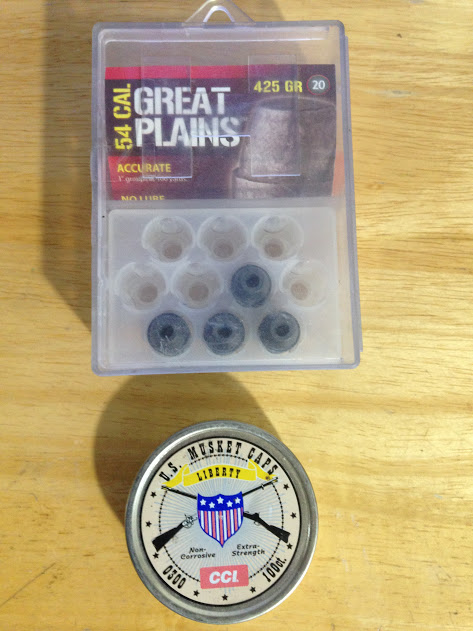 54 CAL
GREAT
PLAINS
425 GR 20
ACCURATE
NO LUBE
U.S. MUSKET CAPS
LIBERTY
Non-
Corrosive
Extra-
Strength
CCI
0300
100ct.